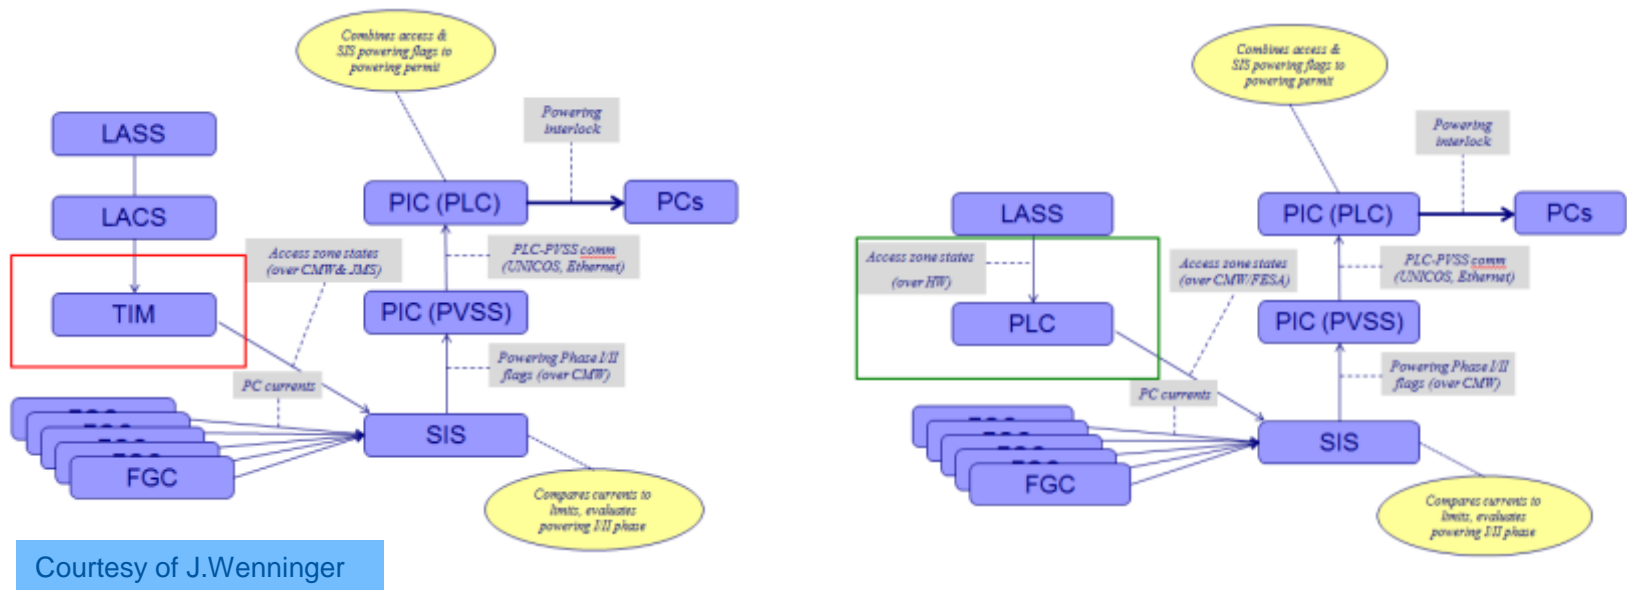 Combines access &
SIS powering flags to
powering permit
Powering
interlock
LASS
LACS
PIC (PLC)
PCs
Access zone states
(over CMW& JMS)
PLC-PVSS comm
(UNICOS, Ethernet)
TIM
PIC (PVSS)
Powering Phase I/II
flags (over CMW)
PC currents
SIS
FGC
Compares currents to
limits, evaluates
powering I/II phase
Courtesy of J.Wenninger
Combines access &
SIS powering flags to
powering permit
Powering
interlock
LASS
PIC (PLC)
PCs
Access zone states
(over HW)
Access zone states
(over CMW/FESA)
PLC-PVSS comm
(UNICOS, Ethernet)
PLC
PIC (PVSS)
Powering Phase I/II
flags (over CMW)
PC currents
SIS
FGC
Compares currents to
limits, evaluates
powering I/II phase